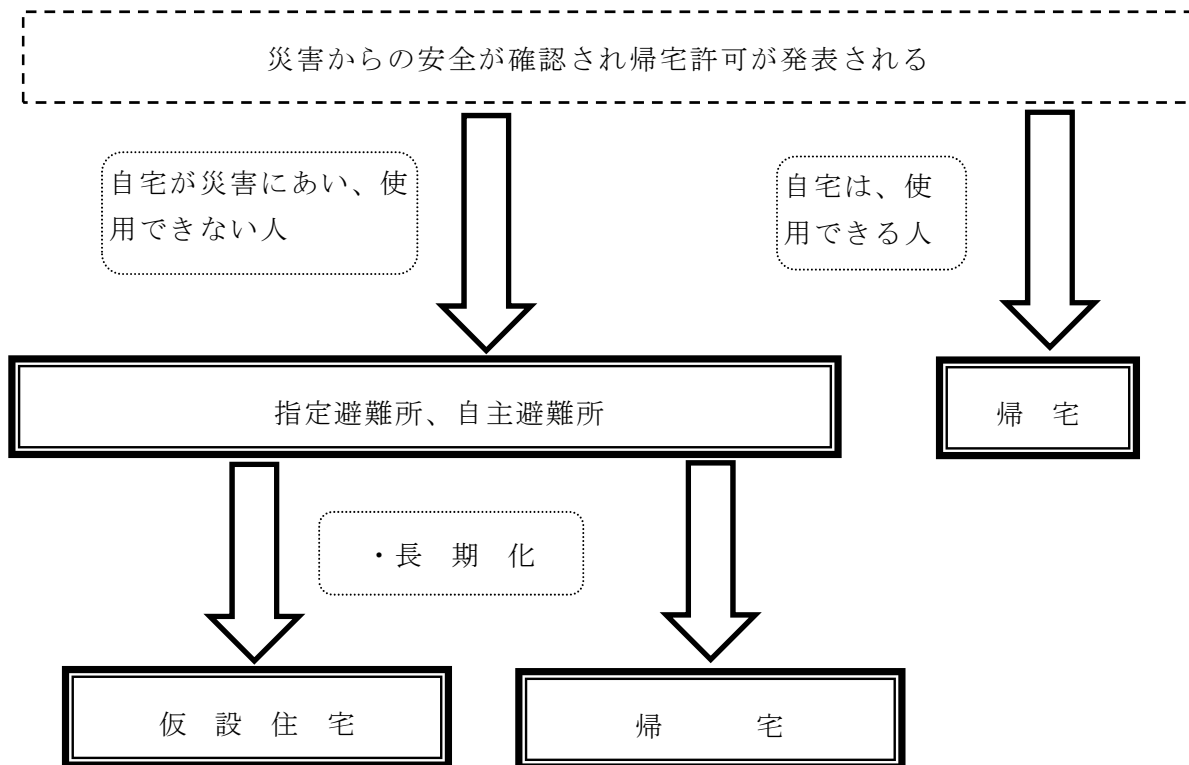 災害からの安全が確認され帰宅許可が発表される
自宅が災害にあい、使
用できない人
自宅は、使
用できる人
指定避難所、自主避難所
帰　宅
・長　期　化
仮　設　住　宅
帰　　　宅